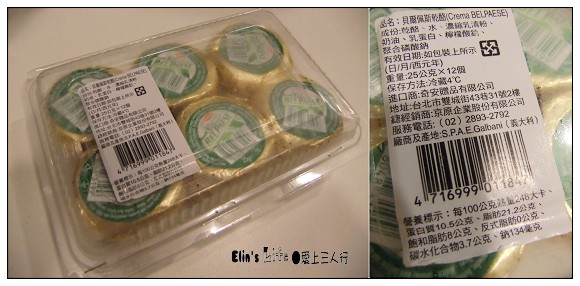 品名：貝爾佩斯乾酪(Crema BELPAESE)
成份:乾酪、水、濃縮乳清粉、
奶油、乳蛋白、檸檬酸鈉、
聚合磷酸鈉
有效日期:如包裝上所示
(日/月/西元年)
重量:25公克×12個
保存方法:冷藏4℃
進口商:奇安贈品有限公司
地址:台北市雙城街43巷31號2樓
總經銷商:京原企業股份有限公司
服務電話:（02）2893-2792
廠商及產地:S.P.A.E.Galbani（義大利）
4 716999 01184
營養標示：每100公克熱量248大卡、
蛋白質10.5公克、脂肪21.2公克、
飽和脂肪8公克、反式脂肪0公克、
碳水化合物3.7公克、鈉134毫克
Elin's Life ●愛上三人行